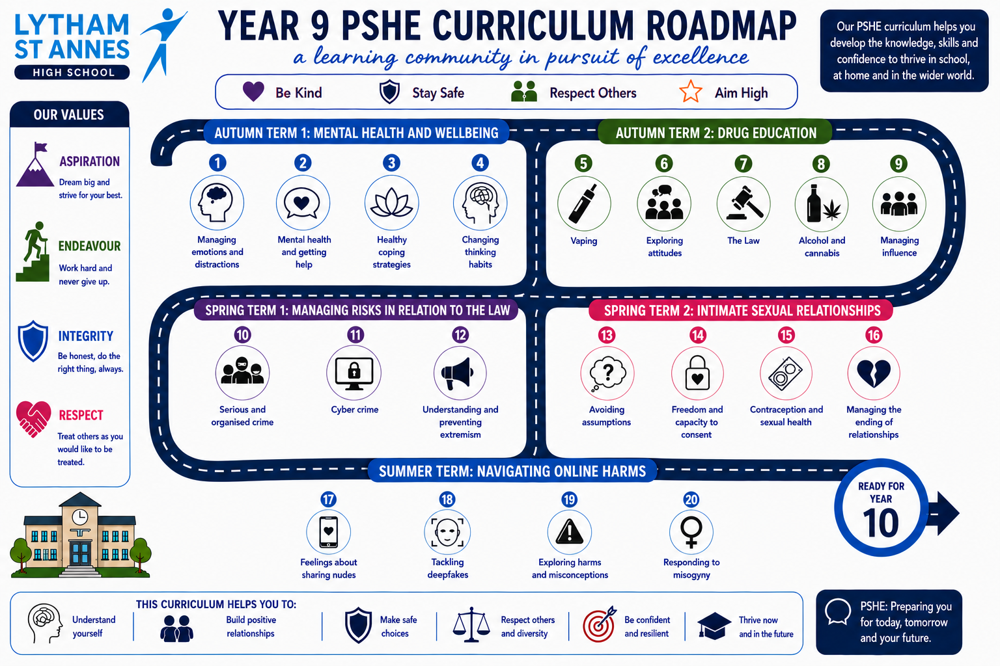 LYTHAM
ST ANNES
HIGH SCHOOL
YEAR 9 PSHE CURRICULUM ROADMAP
a learning community in pursuit of excellence
Be Kind
Stay Safe
Respect Others
Aim High
Our PSHE curriculum helps you
develop the knowledge, skills and
confidence to thrive in school,
at home and in the wider world.
OUR VALUES
ASPIRATION
Dream big and
strive for your best.
ENDEAVOUR
Work hard and
never give up.
INTEGRITY
Be honest, do the
right thing, always.
RESPECT
Treat others as you
would like to be
treated.
AUTUMN TERM 1: MENTAL HEALTH AND WELLBEING
1
Managing
emotions and
distractions
2
Mental health
and getting
help
3
Healthy
coping
strategies
4
Changing
thinking
habits
AUTUMN TERM 2: DRUG EDUCATION
5
Vaping
6
Exploring
attitudes
7
The Law
8
Alcohol and
cannabis
9
Managing
influence
SPRING TERM 1: MANAGING RISKS IN RELATION TO THE LAW
10
Serious and
organised crime
11
Cyber crime
12
Understanding and
preventing
extremism
SPRING TERM 2: INTIMATE SEXUAL RELATIONSHIPS
13
?
Avoiding
assumptions
14
Freedom and
capacity to
consent
15
Contraception and
sexual health
16
Managing the
ending of
relationships
SUMMER TERM: NAVIGATING ONLINE HARMS
17
Feelings about
sharing nudes
18
Tackling
deepfakes
19
!
Exploring harms
and misconceptions
20
Responding to
misogyny
READY FOR
YEAR
10
THIS CURRICULUM HELPS YOU TO:
Understand
yourself
Build positive
relationships
Make safe
choices
Respect others
and diversity
Be confident
and resilient
Thrive now
and in the future
PSHE: Preparing you
for today, tomorrow
and your future.